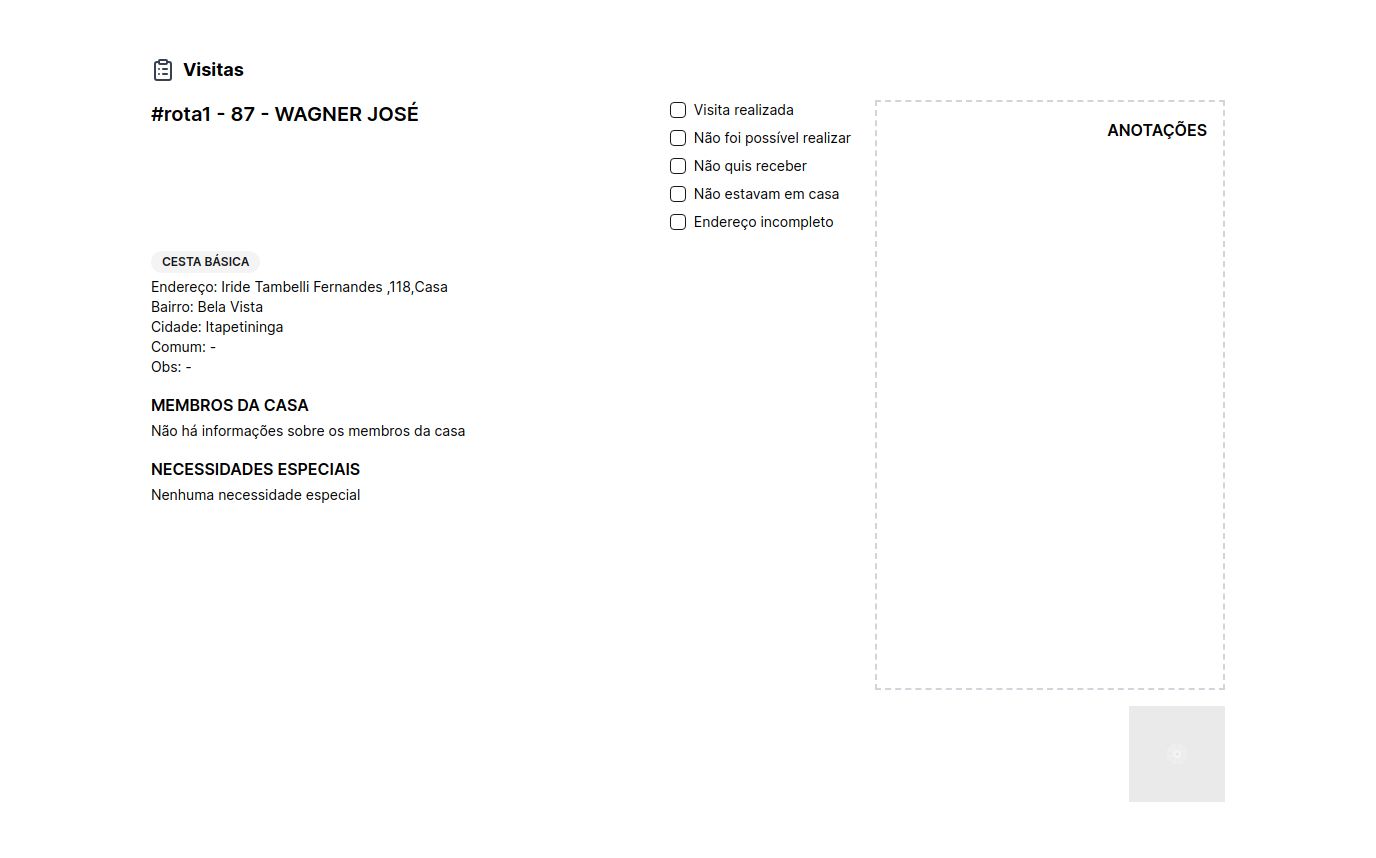 Visitas
#rota1 - 87 - WAGNER JOSÉ
Visita realizada
Não foi possível realizar
Não quis receber
Não estavam em casa
Endereço incompleto
ANOTAÇÕES
CESTA BÁSICA
Endereço: Iride Tambelli Fernandes ,118,Casa
Bairro: Bela Vista
Cidade: Itapetininga
Comum: -
Obs: -
MEMBROS DA CASA
Não há informações sobre os membros da casa
NECESSIDADES ESPECIAIS
Nenhuma necessidade especial